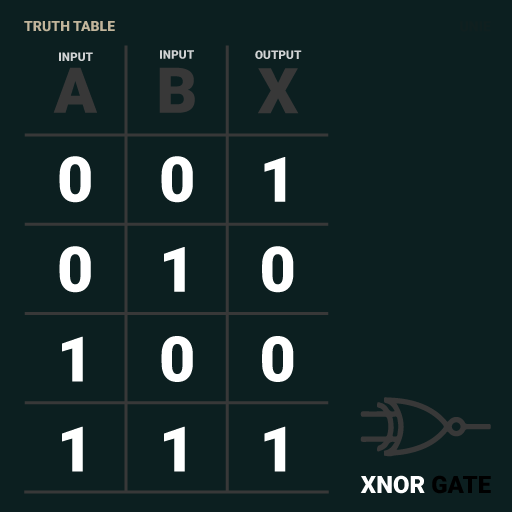 TRUTH TABLE
INPUT INPUT OUTPUT
A B X
0 0 1
0 1 0
1 0 0
1 1 1
XNOR GATE